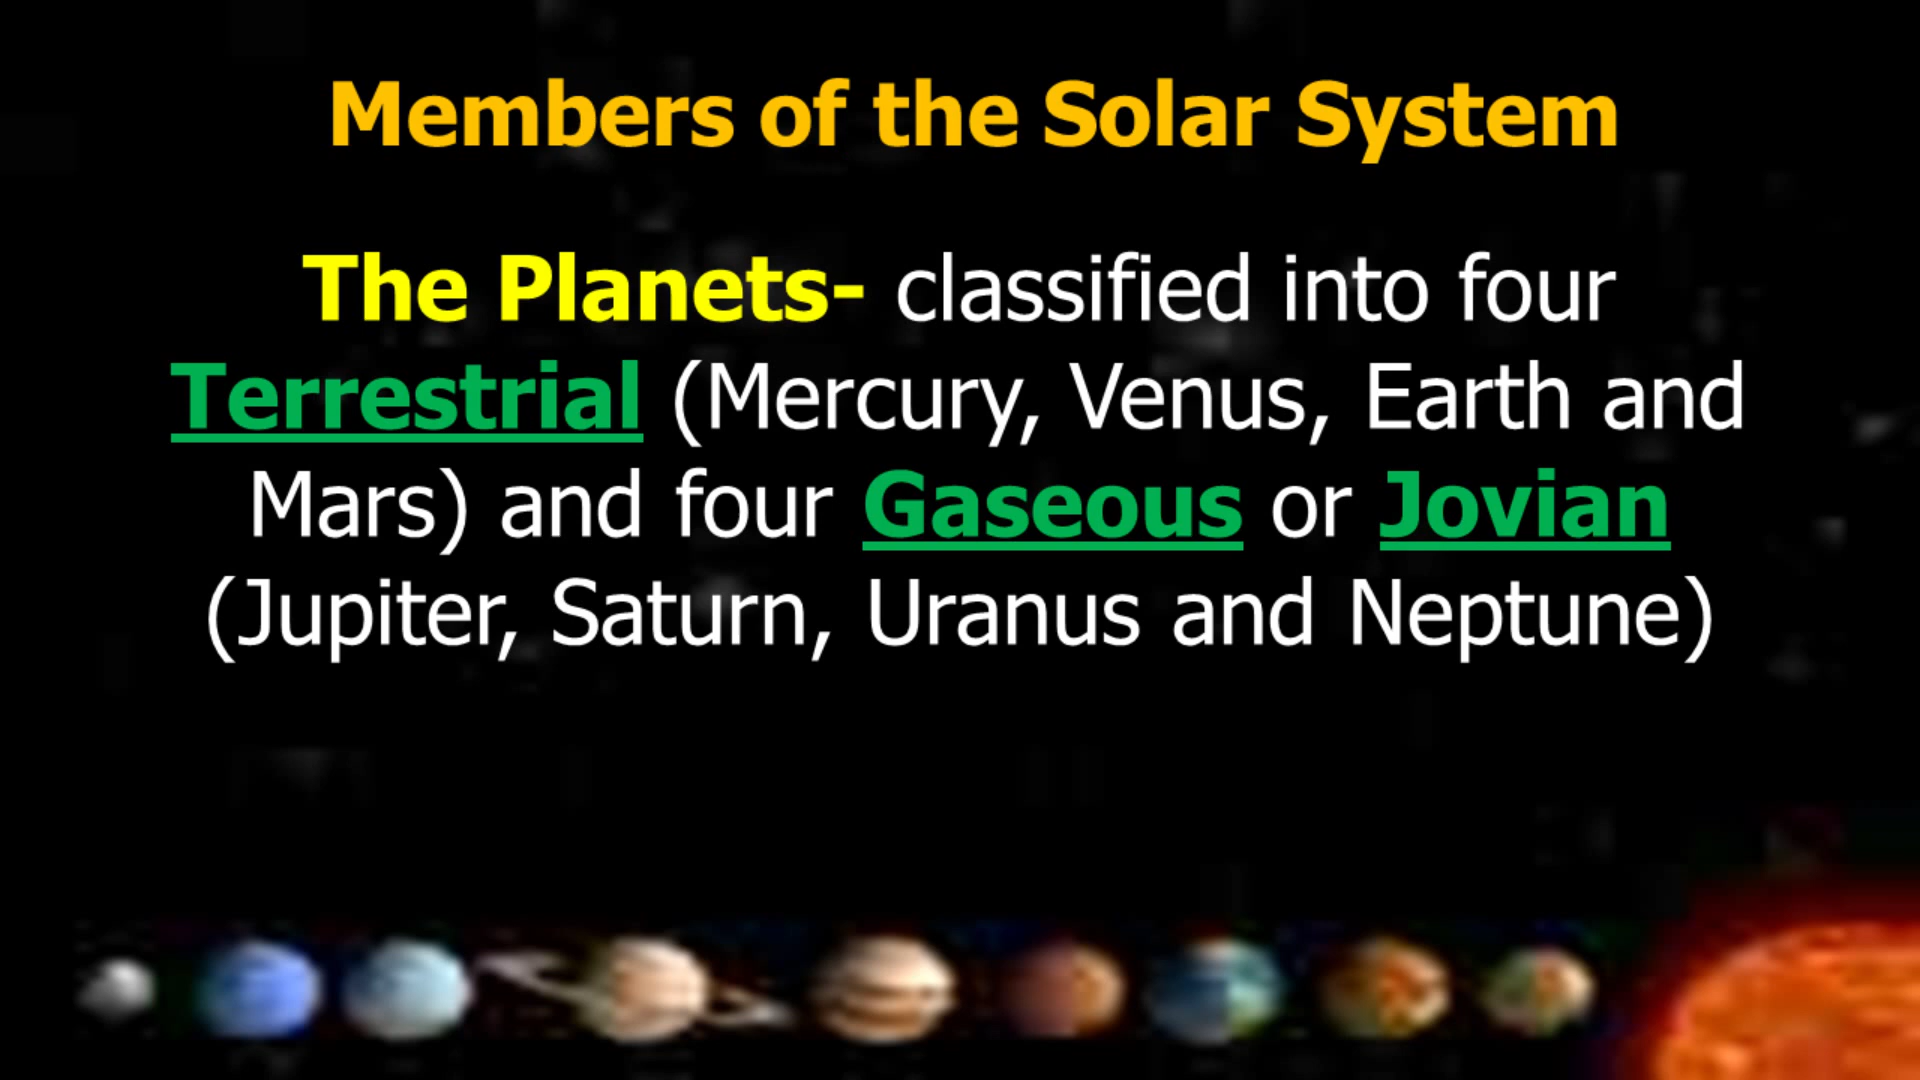 Members of the Solar System
The Planets- classified into four
Terrestrial (Mercury, Venus, Earth and
Mars) and four Gaseous or Jovian
(Jupiter, Saturn, Uranus and Neptune)